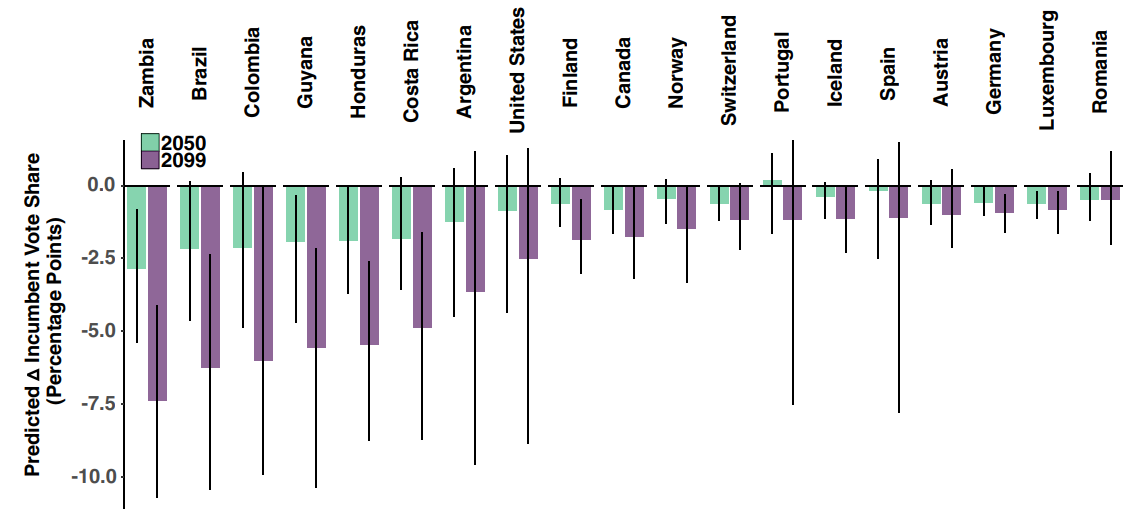 Zambia
Brazil
Colombia
Guyana
Honduras
Costa Rica
Argentina
United States
Finland
Canada
Norway
Switzerland
Portugal
Iceland
Spain
Austria
Germany
Luxembourg
Romania
2050
2099
Predicted Δ Incumbent Vote Share
(Percentage Points)
0.0
-2.5
-5.0
-7.5
-10.0